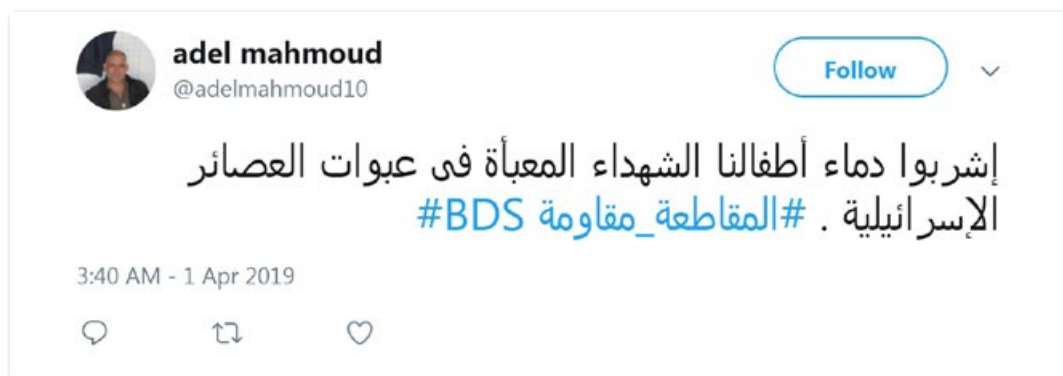 adel mahmoud
@adelmahmoud10
Follow
إشربوا دماء أطفالنا الشهداء المعبأة فى عبوات العصائر
الإسرائيلية . #المقاطعة_مقاومة BDS#
3:40 AM - 1 Apr 2019